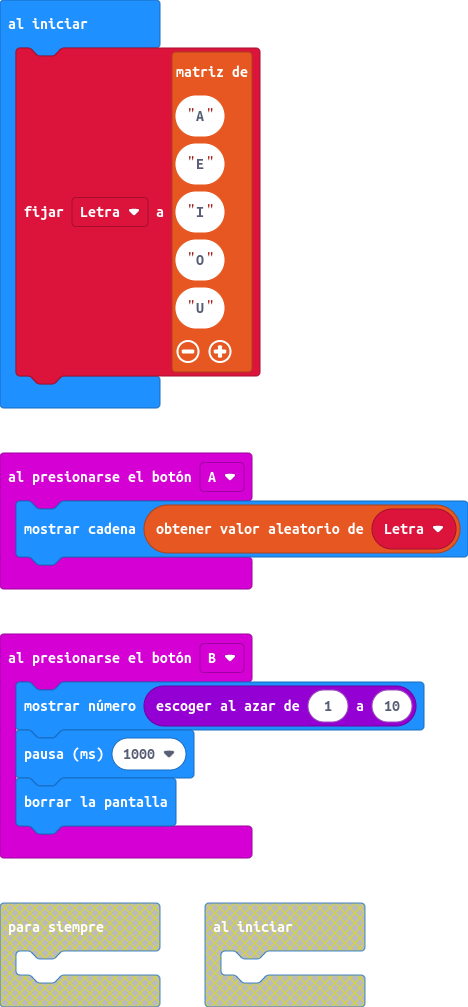 al iniciar
matriz de
"A"
"E"
fijar Letra a "I"
"O"
"U"
al presionarse el botón A
mostrar cadena obtener valor aleatorio de Letra
al presionarse el botón B
mostrar número escoger al azar de 1 a 10
pausa (ms) 1000
borrar la pantalla
para siempre
al iniciar